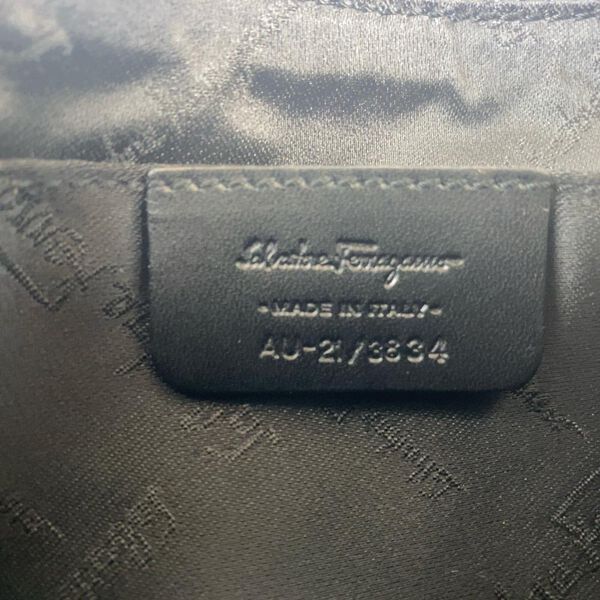 Salvatore Ferragamo
-MADE IN ITALY-
AU-21/3834